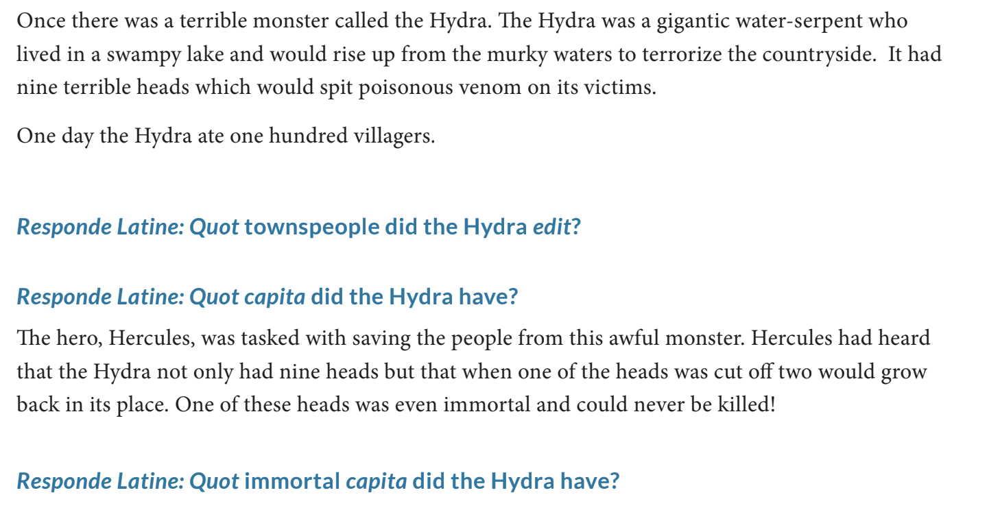 Once there was a terrible monster called the Hydra. The Hydra was a gigantic water-serpent who
lived in a swampy lake and would rise up from the murky waters to terrorize the countryside.  It had
nine terrible heads which would spit poisonous venom on its victims.
One day the Hydra ate one hundred villagers.
Responde Latine: Quot townspeople did the Hydra edit?
Responde Latine: Quot capita did the Hydra have?
The hero, Hercules, was tasked with saving the people from this awful monster. Hercules had heard
that the Hydra not only had nine heads but that when one of the heads was cut off two would grow
back in its place. One of these heads was even immortal and could never be killed!
Responde Latine: Quot immortal capita did the Hydra have?